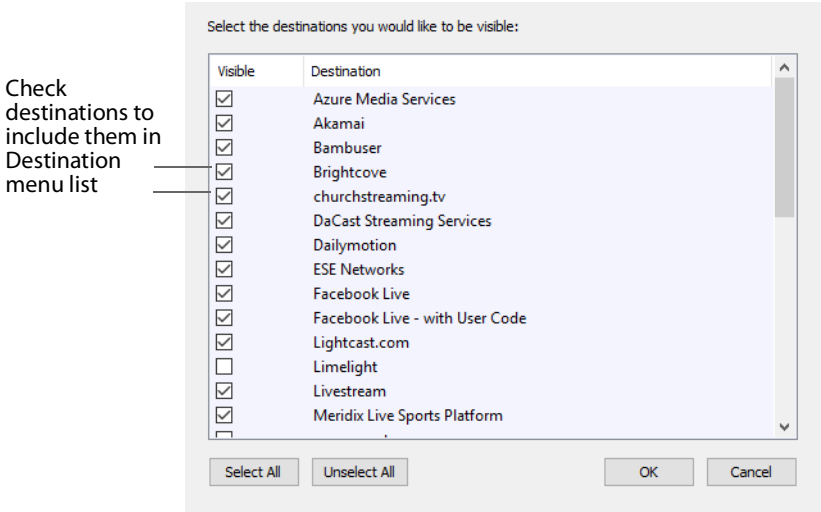 Select the destinations you would like to be visible:
Visible Destination
Azure Media Services
Akamai
Bambuser
Brightcove
churchstreaming.tv
DaCast Streaming Services
Dailymotion
ESE Networks
Facebook Live
Facebook Live - with User Code
Lightcast.com
Limelight
Livestream
Meridix Live Sports Platform
Select All Unselect All OK Cancel
Check
destinations to
include them in
Destination
menu list